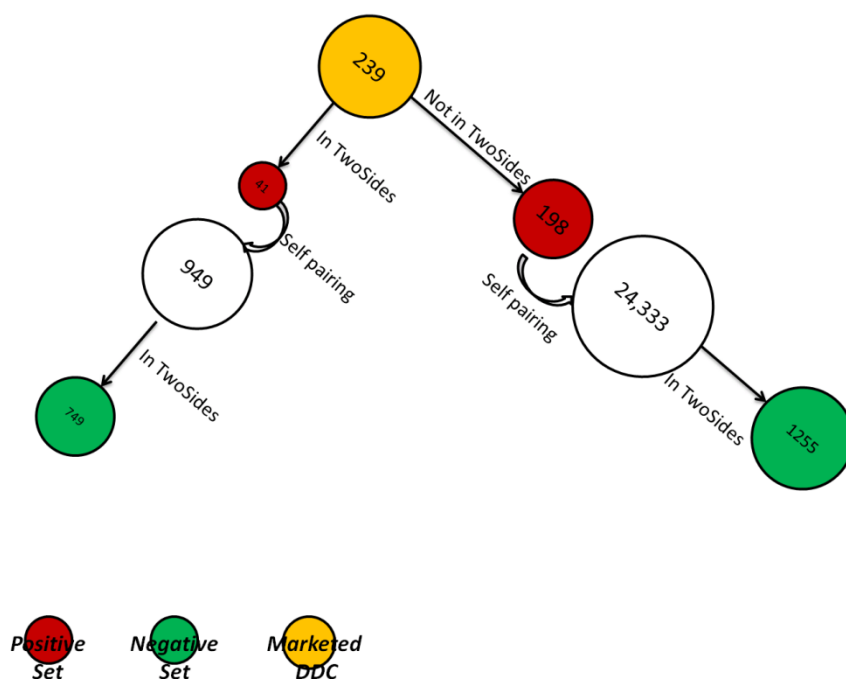 239
In TwoSides
Not in TwoSides
41
198
Self pairing
949
Self pairing
24,333
In TwoSides
749
In TwoSides
1255
Positive
Set
Negative
Set
Marketed
DDC